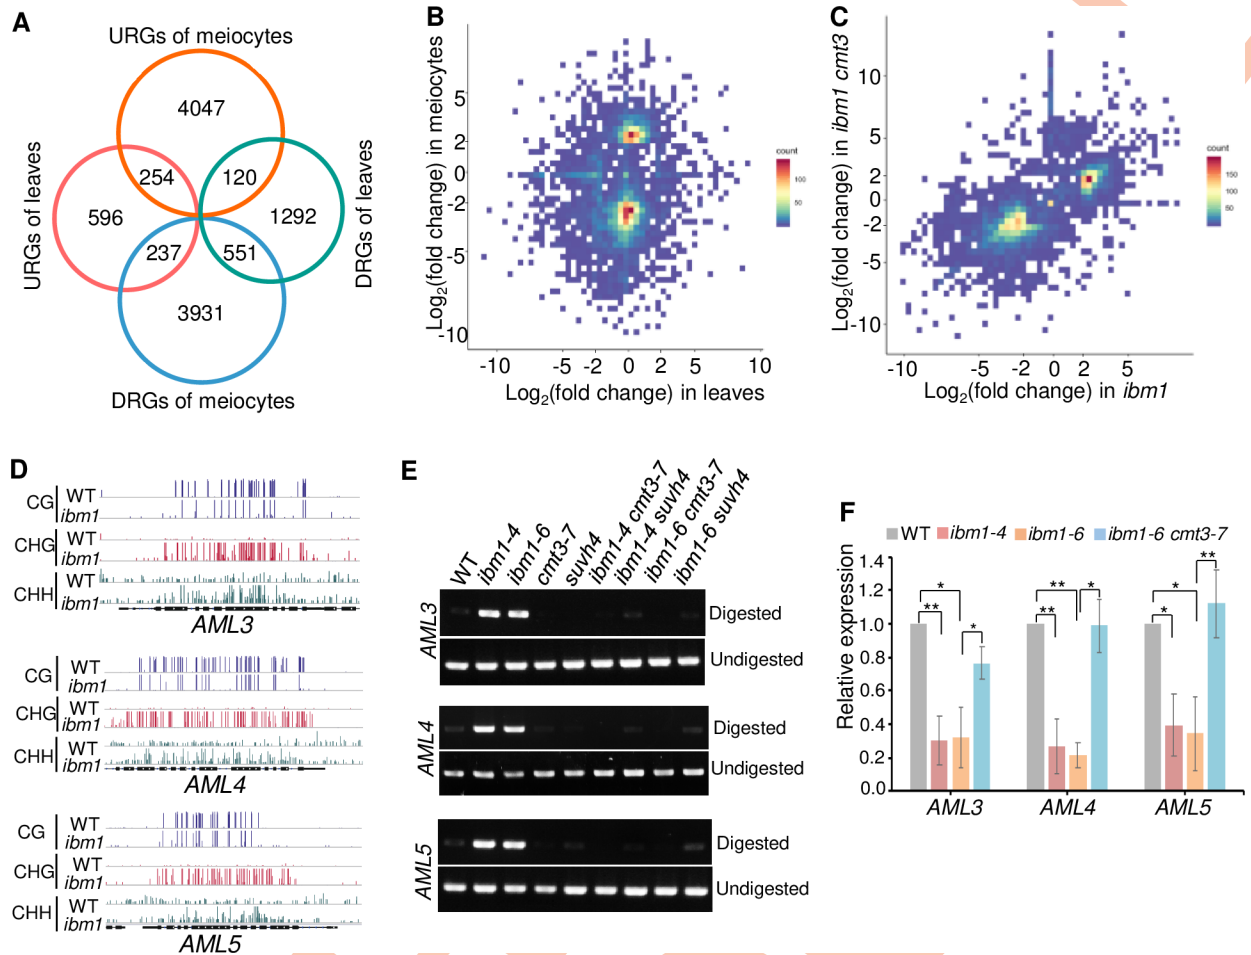 A
URGs of meiocytes
4047
URGs of leaves
254
120
596
1292
DRGs of leaves
237
551
3931
DRGs of meiocytes
B
Log2(fold change) in meiocytes
5
2
0
-2
-5
-10
-10 -5 -2 0 2 5 10
Log2(fold change) in leaves
count
100
50
C
Log2(fold change) in ibm1 cmt3
10
5
2
0
-2
-5
-10
-10 -5 -2 0 2 5
Log2(fold change) in ibm1
count
150
100
50
D
CG WT
ibm1
CHG WT
ibm1
CHH WT
ibm1
AML3
CG WT
ibm1
CHG WT
ibm1
CHH WT
ibm1
AML4
CG WT
ibm1
CHG WT
ibm1
CHH WT
ibm1
AML5
E
WT
ibm1-4
ibm1-6
cmt3-7
suvh4
ibm1-4 cmt3-7
ibm1-4 suvh4
ibm1-6 cmt3-7
ibm1-6 suvh4
AML3
Digested
Undigested
AML4
Digested
Undigested
AML5
Digested
Undigested
F
WT ibm1-4 ibm1-6 ibm1-6 cmt3-7
Relative expression
1.4
1.2
1.0
0.8
0.6
0.4
0.2
0.0
** * *
** ** *
* * **
AML3 AML4 AML5